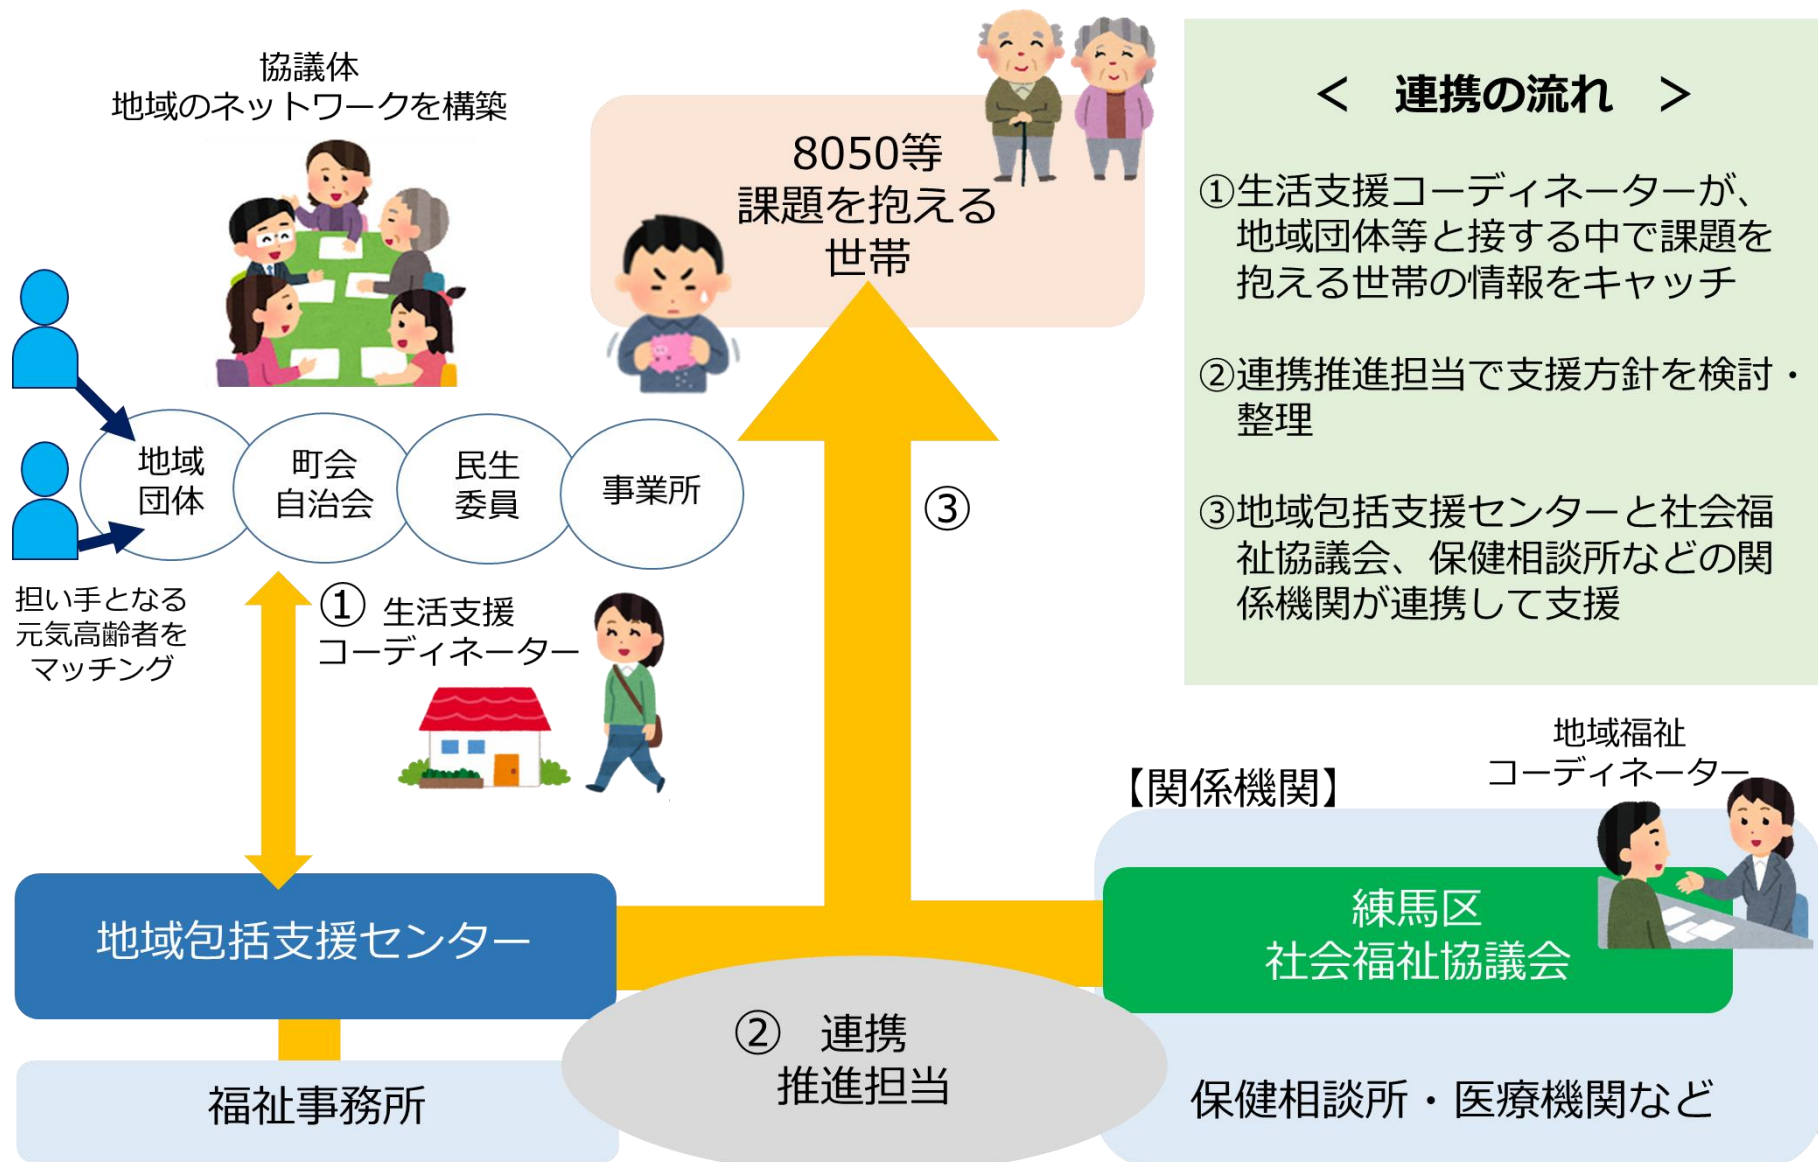 協議体
地域のネットワークを構築
8050等
課題を抱える
世帯
＜　連携の流れ　＞
①生活支援コーディネーターが、
地域団体等と接する中で課題を
抱える世帯の情報をキャッチ
②連携推進担当で支援方針を検討・
整理
③地域包括支援センターと社会福
祉協議会、保健相談所などの関
係機関が連携して支援
地域
団体
町会
自治会
民生
委員
事業所
③
担い手となる
元気高齢者を
マッチング
① 生活支援
コーディネーター
地域福祉
コーディネーター
【関係機関】
地域包括支援センター
練馬区
社会福祉協議会
② 連携
推進担当
福祉事務所
保健相談所・医療機関など